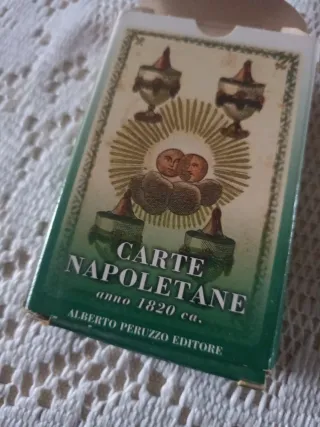 CARTE
NAPOLETANE
anno 1820 ca.
ALBERTO PERUZZO EDITORE